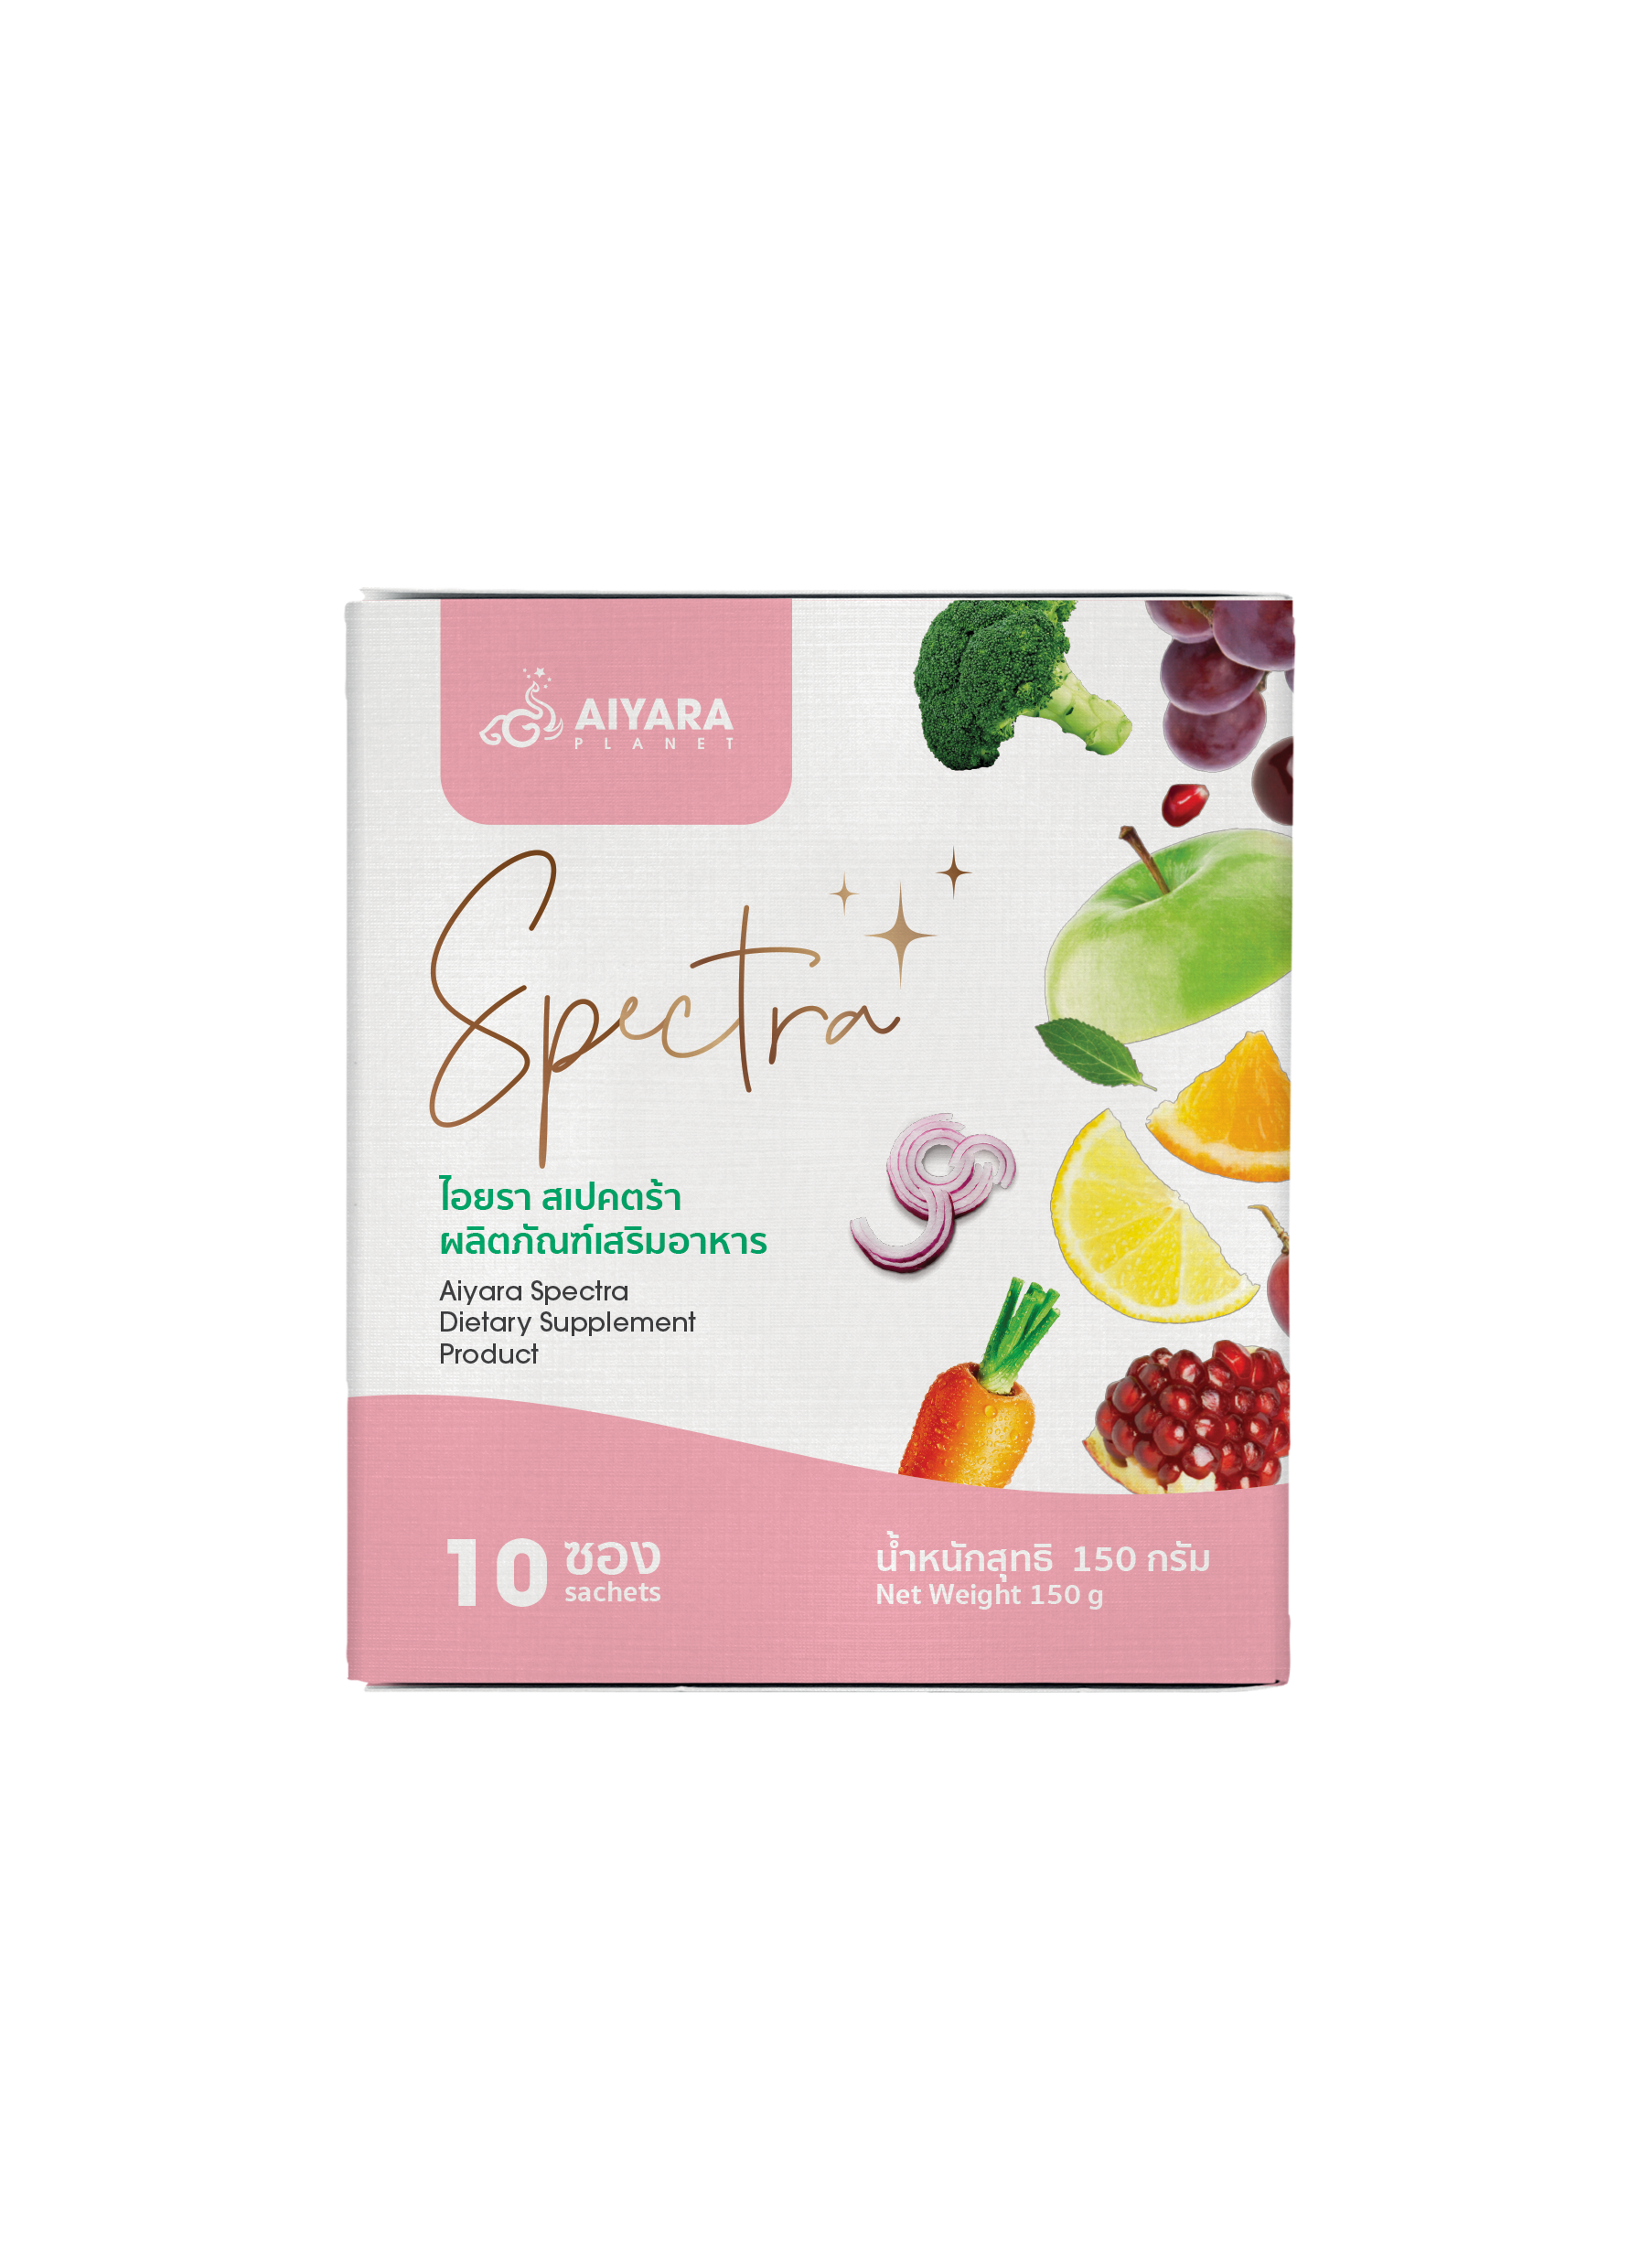 AIYARA
PLANET
Spectra
ไอยรา สเปคตร้า
ผลิตภัณฑ์เสริมอาหาร
Aiyara Spectra
Dietary Supplement
Product
10 ซอง
sachets
น้ำหนักสุทธิ 150 กรัม
Net Weight 150 g